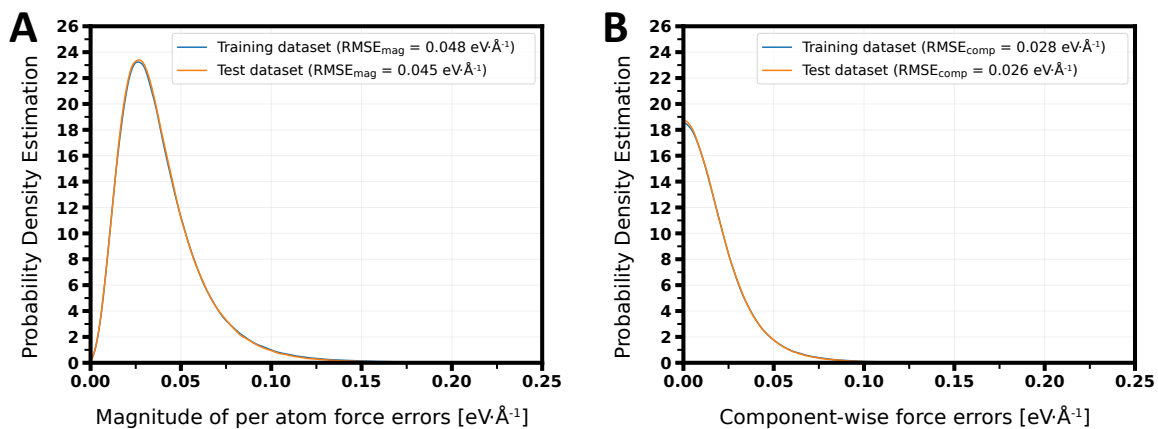 A
Probability Density Estimation
26
24
22
20
18
16
14
12
10
8
6
4
2
0
Training dataset (RMSEmag = 0.048 eV·Å⁻¹)
Test dataset (RMSEmag = 0.045 eV·Å⁻¹)
0.00 0.05 0.10 0.15 0.20 0.25
Magnitude of per atom force errors [eV·Å⁻¹]
B
Probability Density Estimation
26
24
22
20
18
16
14
12
10
8
6
4
2
0
Training dataset (RMSEcomp = 0.028 eV·Å⁻¹)
Test dataset (RMSEcomp = 0.026 eV·Å⁻¹)
0.00 0.05 0.10 0.15 0.20 0.25
Component-wise force errors [eV·Å⁻¹]